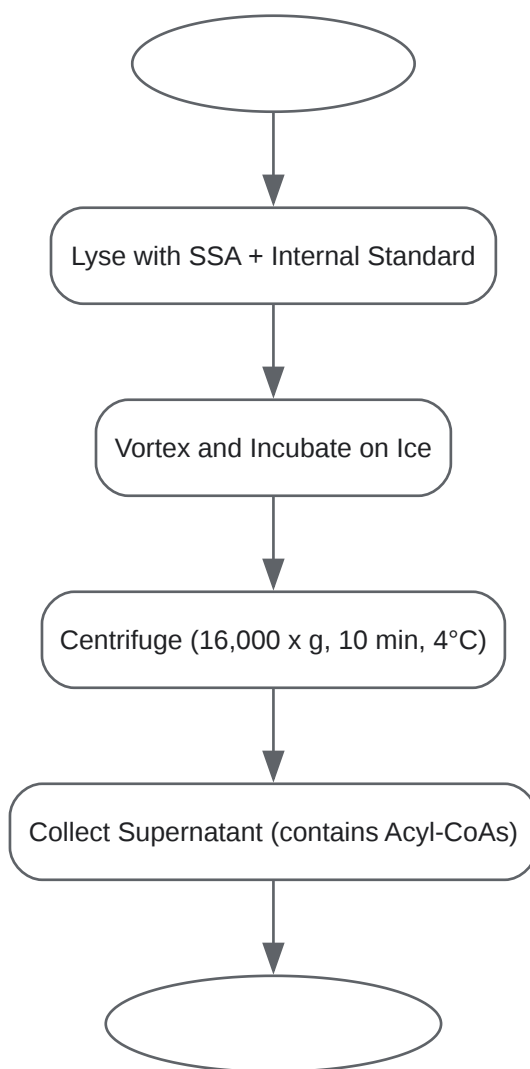 Lyse with SSA + Internal Standard
Vortex and Incubate on Ice
Centrifuge (16,000 x g, 10 min, 4°C)
Collect Supernatant (contains Acyl-CoAs)